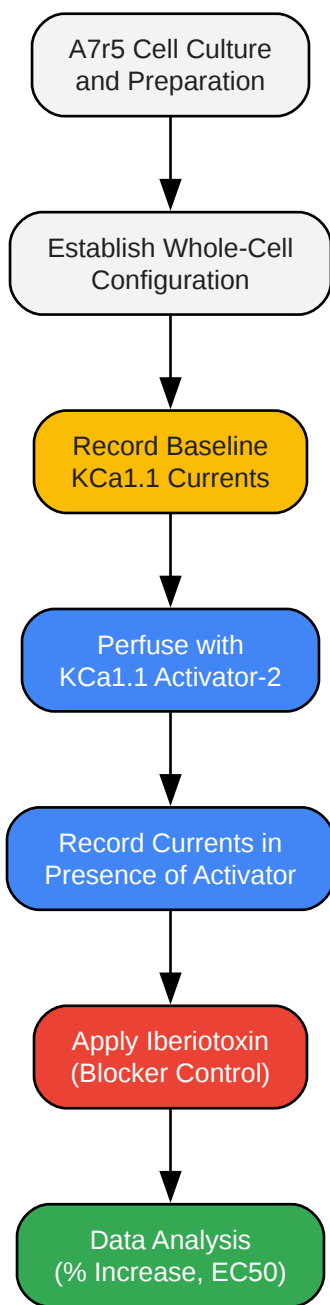 A7r5 Cell Culture
and Preparation
Establish Whole-Cell
Configuration
Record Baseline
KCa1.1 Currents
Perfuse with
KCa1.1 Activator-2
Record Currents in
Presence of Activator
Apply Iberiotoxin
(Blocker Control)
Data Analysis
(% Increase, EC50)